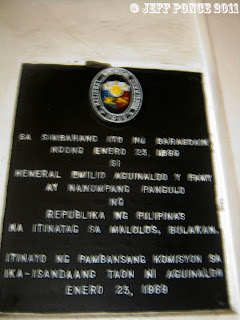 © JEFF PONCE 2011
SA SIMBAHANG ITO NG BARASOAIN
NOONG ENERO 23, 1899
SI
HENERAL EMILIO AGUINALDO Y FAMY
AY NANUMPANG PANGULO
NG
REPUBLIKA NG PILIPINAS
NA ITINATAG SA MALOLOS, BULAKAN.
ITINAYO NG PAMBANSANG KOMISYON SA
IKA-ISANDAANG TAON NI AGUINALDO
ENERO 23, 1969